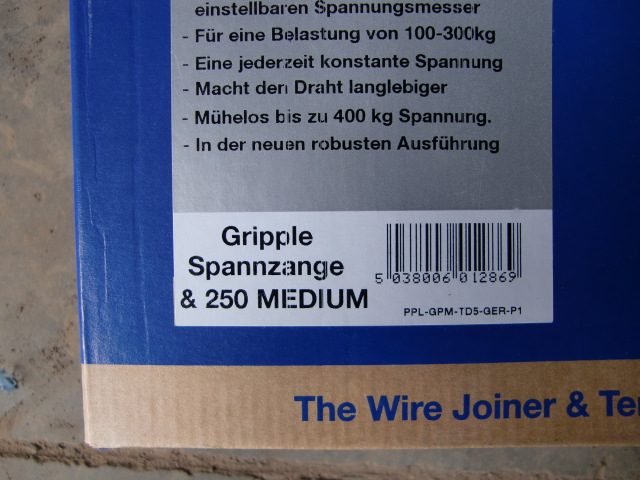 einstellbaren Spannungsmesser
- Für eine Belastung von 100-300kg
- Eine jederzeit konstante Spannung
- Macht den Draht langlebiger
- Mühelos bis zu 400 kg Spannung.
- In der neuen robusten Ausführung
Gripple
Spannzange
& 250 MEDIUM
5 038006 012869
PPL-GPM-TD5-GER-P1
The Wire Joiner & Te